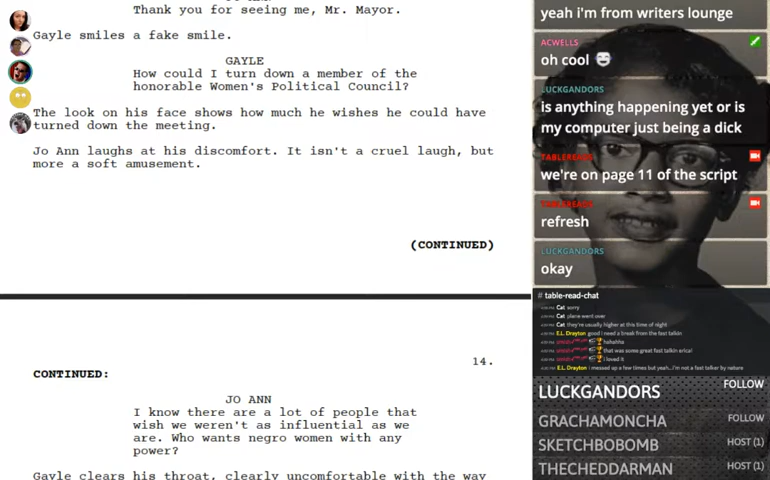 JO ANN
Thank you for seeing me, Mr. Mayor.
Gayle smiles a fake smile.
GAYLE
How could I turn down a member of the
honorable Women's Political Council?
The look on his face shows how much he wishes he could have
turned down the meeting.
Jo Ann laughs at his discomfort. It isn't a cruel laugh, but
more a soft amusement.
(CONTINUED)
14.
CONTINUED:
JO ANN
I know there are a lot of people that
wish we weren't as influential as we
are. Who wants negro women with any
power?
Gayle clears his throat, clearly uncomfortable with the way
yeah i'm from writers lounge
ACWELLS
oh cool
LUCKGANDORS
is anything happening yet or is
my computer just being a dick
TABLEREADS
we're on page 11 of the script
TABLEREADS
refresh
LUCKGANDORS
okay
# table-read-chat
Cat sorry
Cat plane went over
Cat they're usually higher at this time of night
E.L. Drayton good I need a break from the fast talkin
hahahha
that was some great fast talkin erica!
i loved it
E.L. Drayton i messed up a few times but yeah...i'm not a fast talker by nature
LUCKGANDORS FOLLOW
GRACHAMONCHA FOLLOW
SKETCHBOBOMB HOST (1)
THECHEDDARMAN HOST (1)